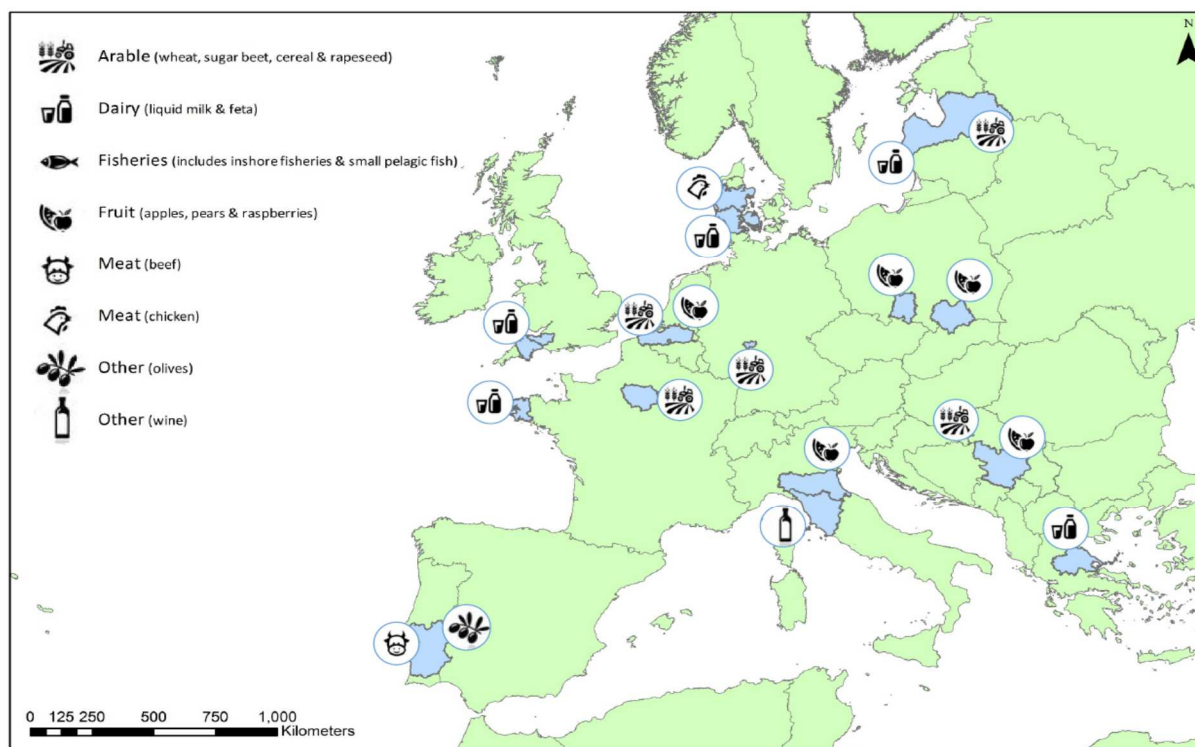 N
Arable (wheat, sugar beet, cereal & rapeseed)
Dairy (liquid milk & feta)
Fisheries (includes inshore fisheries & small pelagic fish)
Fruit (apples, pears & raspberries)
Meat (beef)
Meat (chicken)
Other (olives)
Other (wine)
0 125 250 500 750 1,000
Kilometers